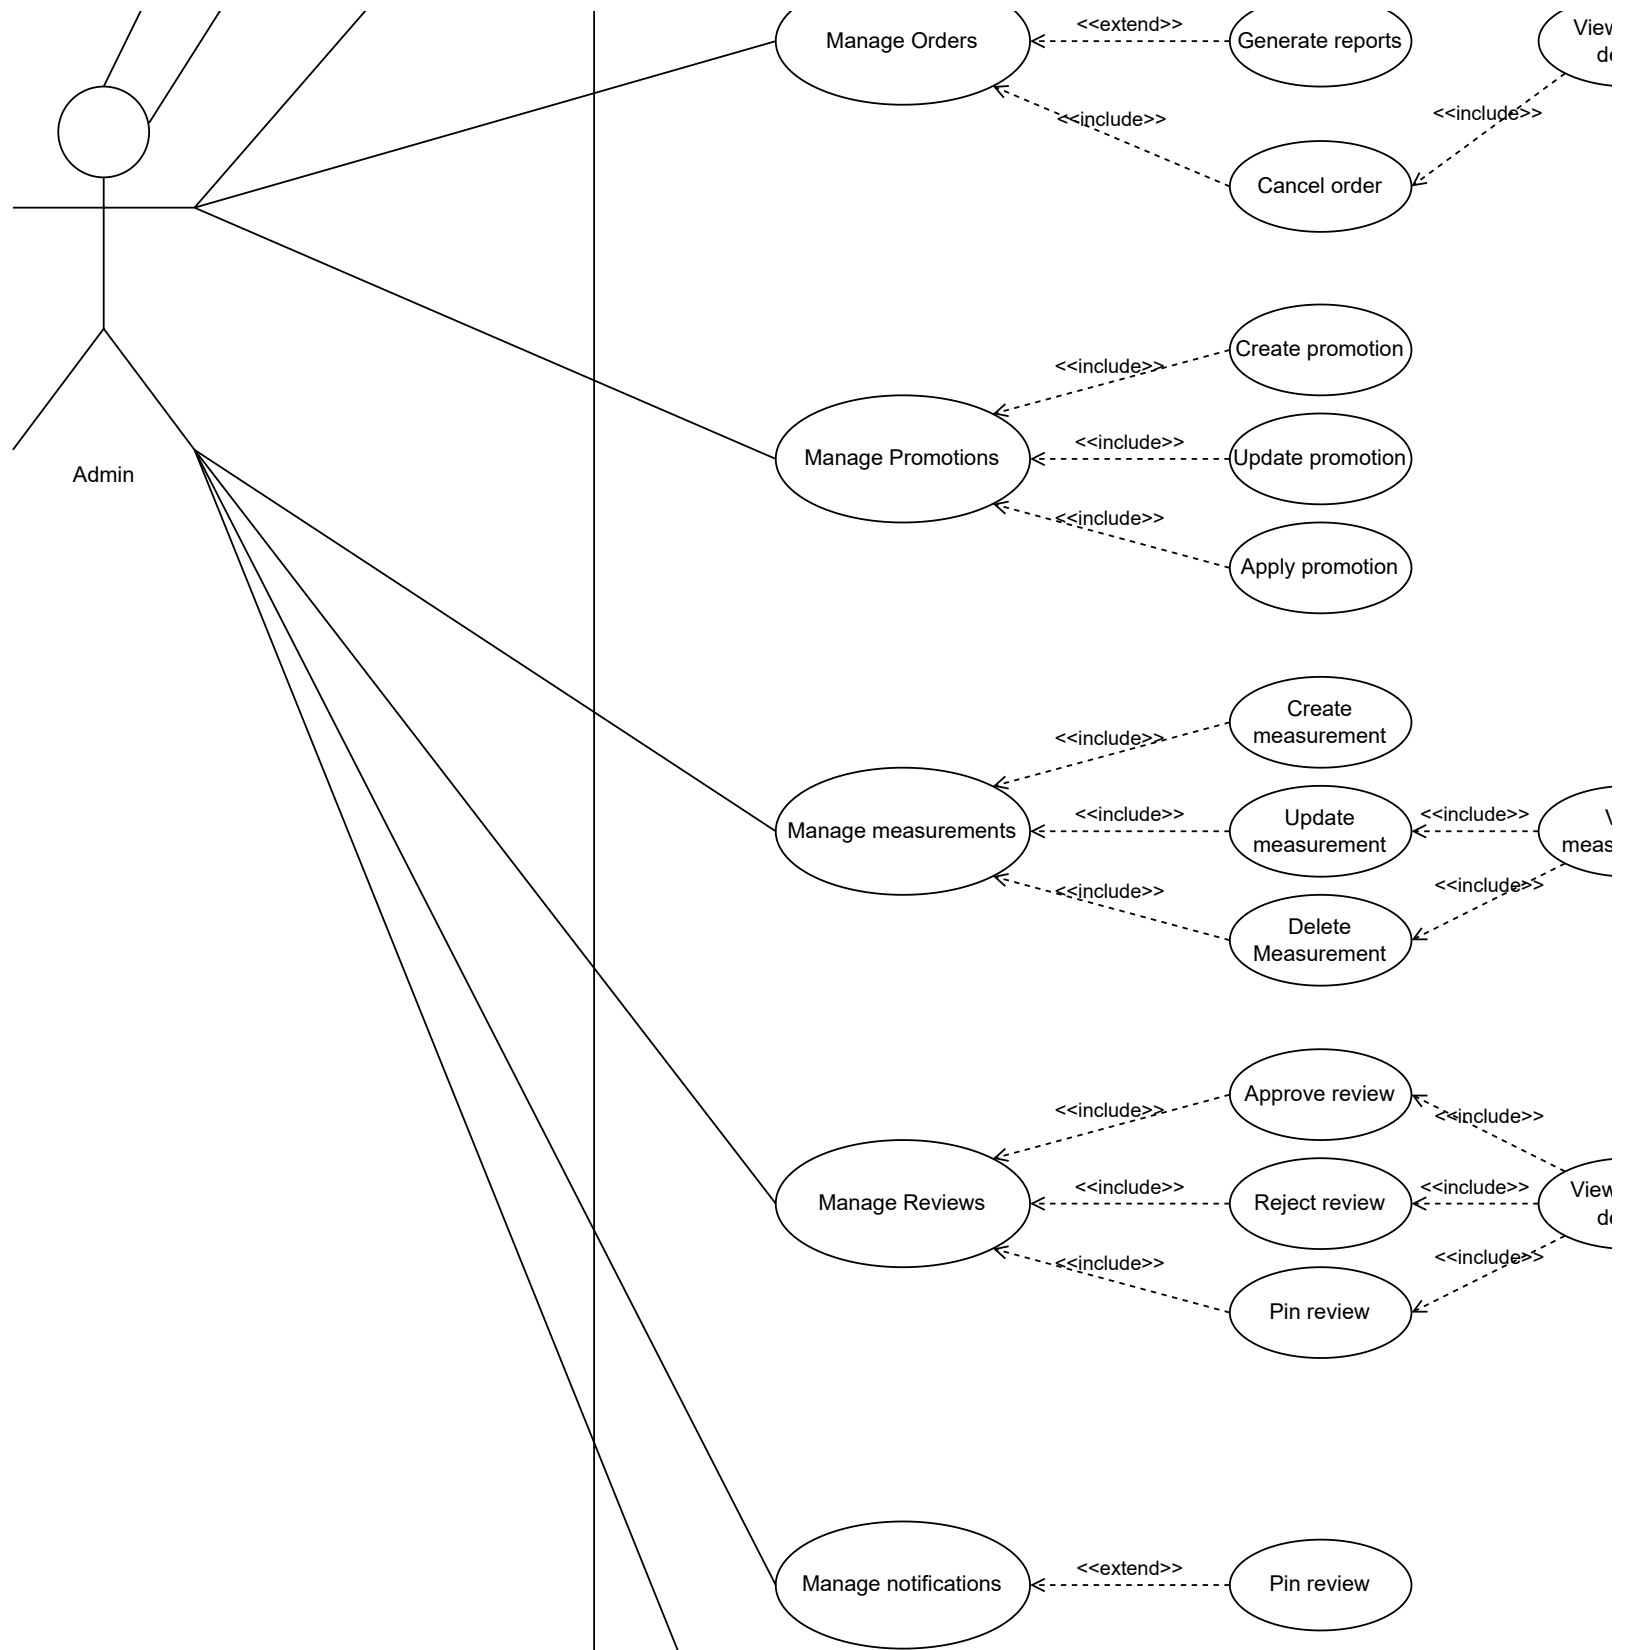 Manage Orders
<<extend>>
Generate reports
View
<<include>>
<<include>>
Cancel order
Admin
<<include>>
Create promotion
Manage Promotions
<<include>>
Update promotion
<<include>>
Apply promotion
<<include>>
Create
measurement
Manage measurements
<<include>>
Update
measurement
<<include>>
<<include>>
<<include>>
Delete
Measurement
<<include>>
Approve review
<<include>>
Manage Reviews
<<include>>
Reject review
<<include>>
View
<<include>>
<<include>>
Pin review
Manage notifications
<<extend>>
Pin review